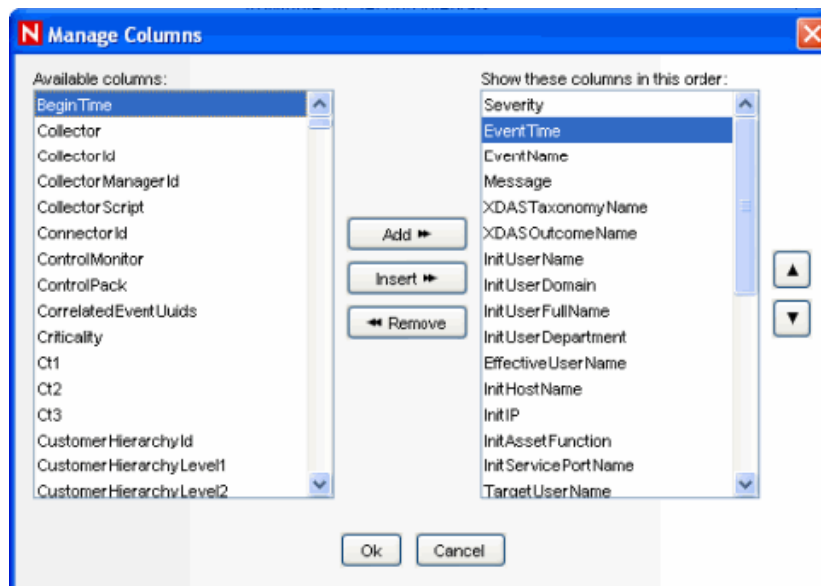 N Manage Columns
Available columns:
BeginTime
Collector
CollectorId
CollectorManagerId
CollectorScript
ConnectorId
ControlMonitor
ControlPack
CorrelatedEventUuids
Criticality
Ct1
Ct2
Ct3
CustomerHierarchyId
CustomerHierarchyLevel1
CustomerHierarchyLevel2
Add
Insert
Remove
Show these columns in this order:
Severity
EventTime
EventName
Message
XDASTaxonomyName
XDASOutcomeName
InitUserName
InitUserDomain
InitUserFullName
InitUserDepartment
EffectiveUserName
InitHostName
InitIP
InitAssetFunction
InitServicePortName
TargetUserName
Ok
Cancel